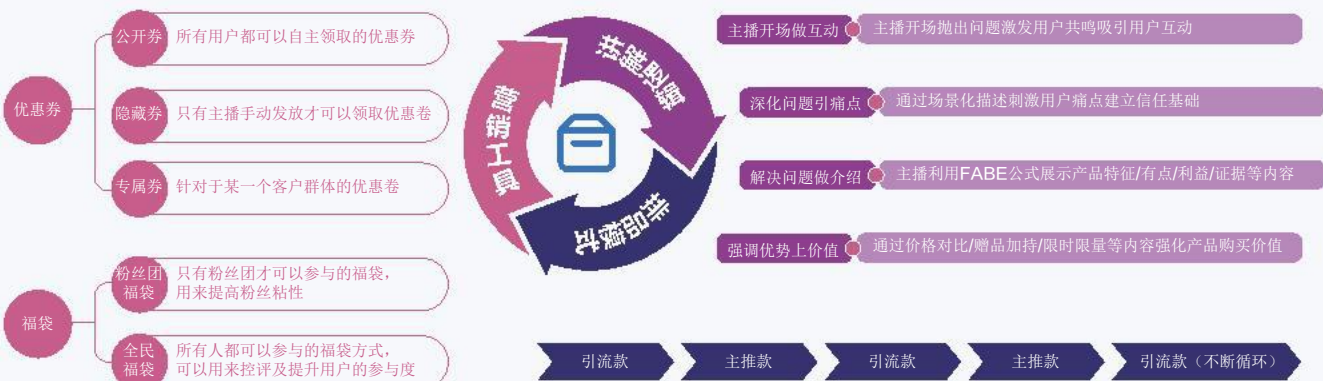 优惠券
公开券
所有用户都可以自主领取的优惠券
隐藏券
只有主播手动发放才可以领取优惠卷
专属券
针对于某一个客户群体的优惠卷
福袋
粉丝团
福袋
只有粉丝团才可以参与的福袋，
用来提高粉丝粘性
全民
福袋
所有人都可以参与的福袋方式，
可以用来控评及提升用户的参与度
营销工具
讲解逻辑
排品模式
主播开场做互动
主播开场抛出问题激发用户共鸣吸引用户互动
深化问题引痛点
通过场景化描述刺激用户痛点建立信任基础
解决问题做介绍
主播利用FABE公式展示产品特征/有点/利益/证据等内容
强调优势上价值
通过价格对比/赠品加持/限时限量等内容强化产品购买价值
引流款
主推款
引流款
主推款
引流款（不断循环）